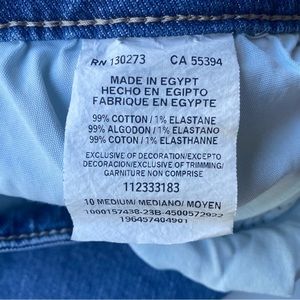 RN 130273 CA 55394
MADE IN EGYPT
HECHO EN EGIPTO
FABRIQUE EN EGYPTE
99% COTTON / 1% ELASTANE
99% ALGODON / 1% ELASTANO
99% COTON / 1% ELASTHANNE
EXCLUSIVE OF DECORATION/EXCEPTO
DECORACION/EXCLUSIVE OF TRIMMING/
GARNITURE NON COMPRISE
112333183
10 MEDIUM/ MEDIANO/ MOYEN
1000157438-23B-4500572922
196457404901